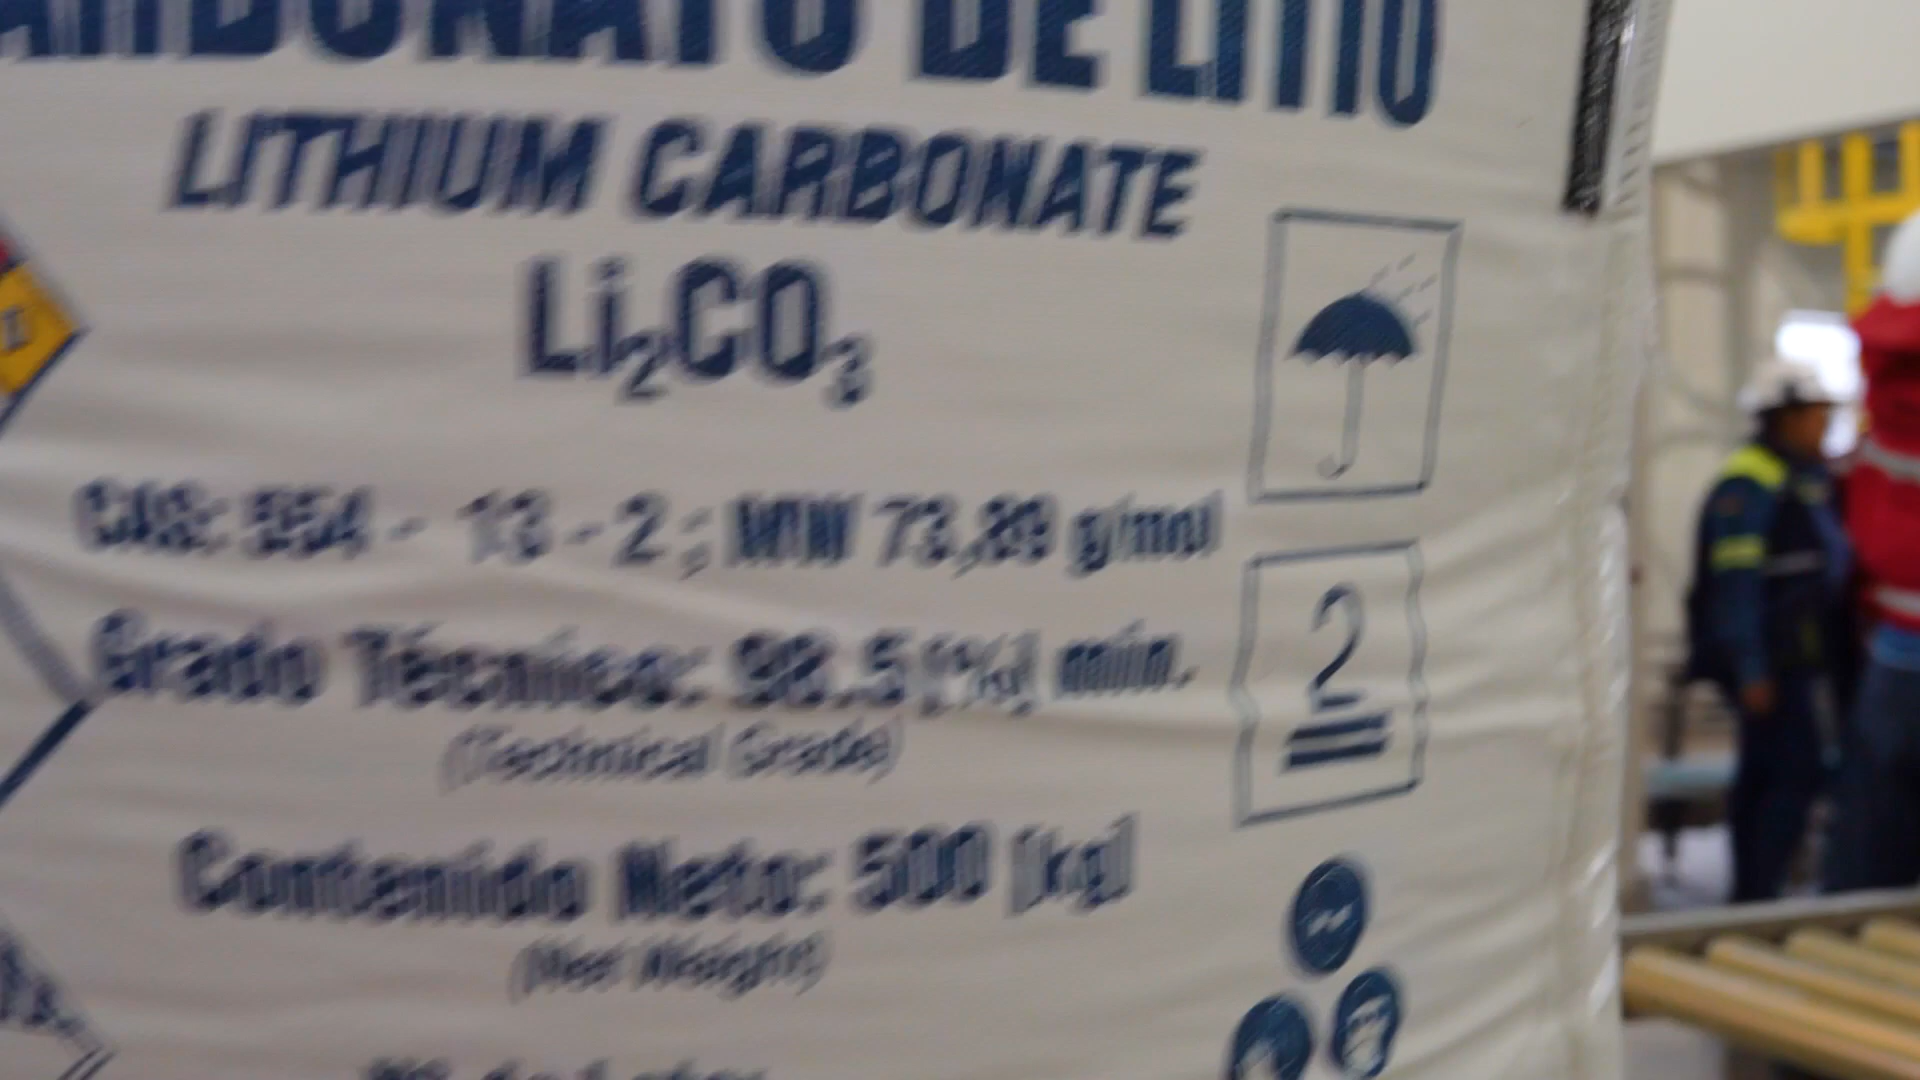 CARBONATO DE LITIO
LITHIUM CARBONATE
Li₂CO₃
CAS: 554 - 13 - 2 ; MW 73,89 g/mol
Grado Técnico: 98.5 [%] mín.
(Technical Grade)
Contenido Neto: 500 [kg]
(Net Weight)
2